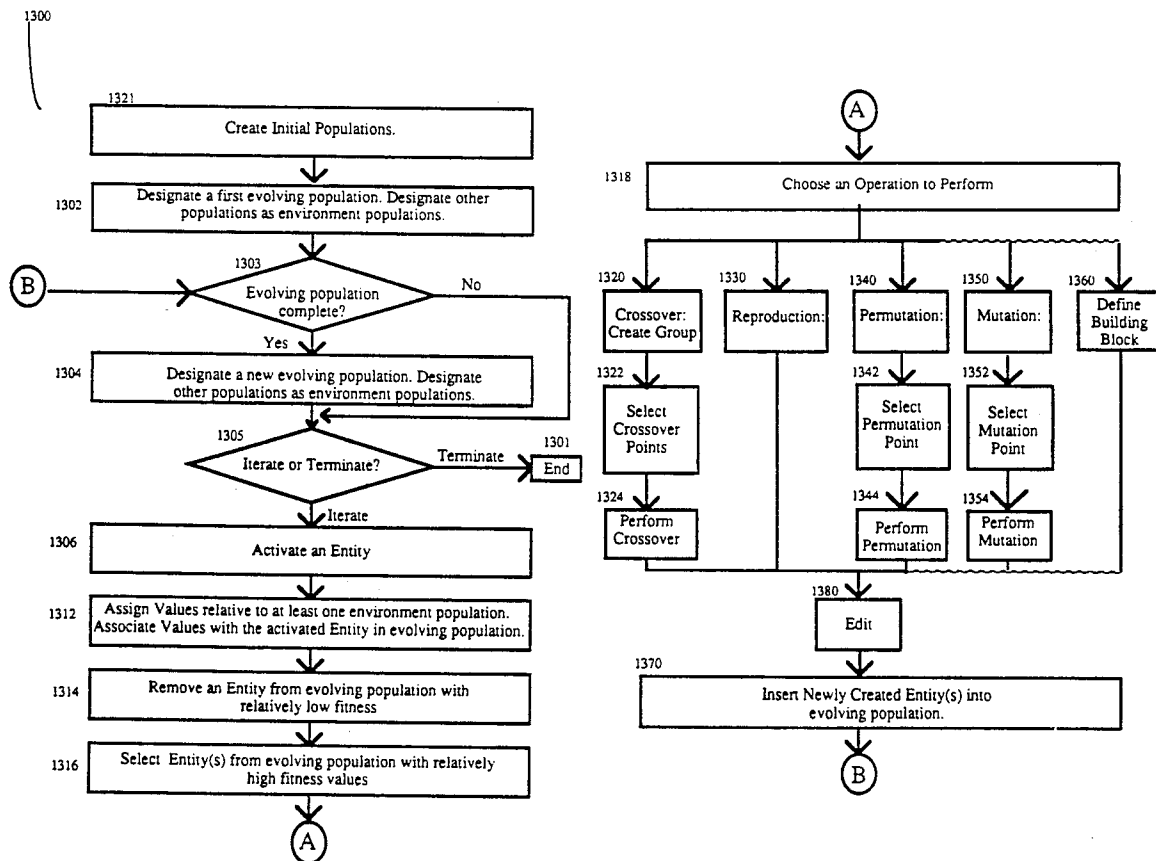 1300
1321
Create Initial Populations.
1302
Designate a first evolving population. Designate other
populations as environment populations.
B
1303
Evolving population
complete?
No
Yes
1304
Designate a new evolving population. Designate
other populations as environment populations.
1305
Iterate or Terminate?
Terminate
1301
End
Iterate
1306
Activate an Entity
1312
Assign Values relative to at least one environment population.
Associate Values with the activated Entity in evolving population.
1314
Remove an Entity from evolving population with
relatively low fitness
1316
Select Entity(s) from evolving population with relatively
high fitness values
A
A
1318
Choose an Operation to Perform
1320
Crossover:
Create Group
1330
Reproduction:
1340
Permutation:
1350
Mutation:
1360
Define
Building
Block
1322
Select
Crossover
Points
1342
Select
Permutation
Point
1352
Select
Mutation
Point
1324
Perform
Crossover
1344
Perform
Permutation
1354
Perform
Mutation
1380
Edit
1370
Insert Newly Created Entity(s) into
evolving population.
B